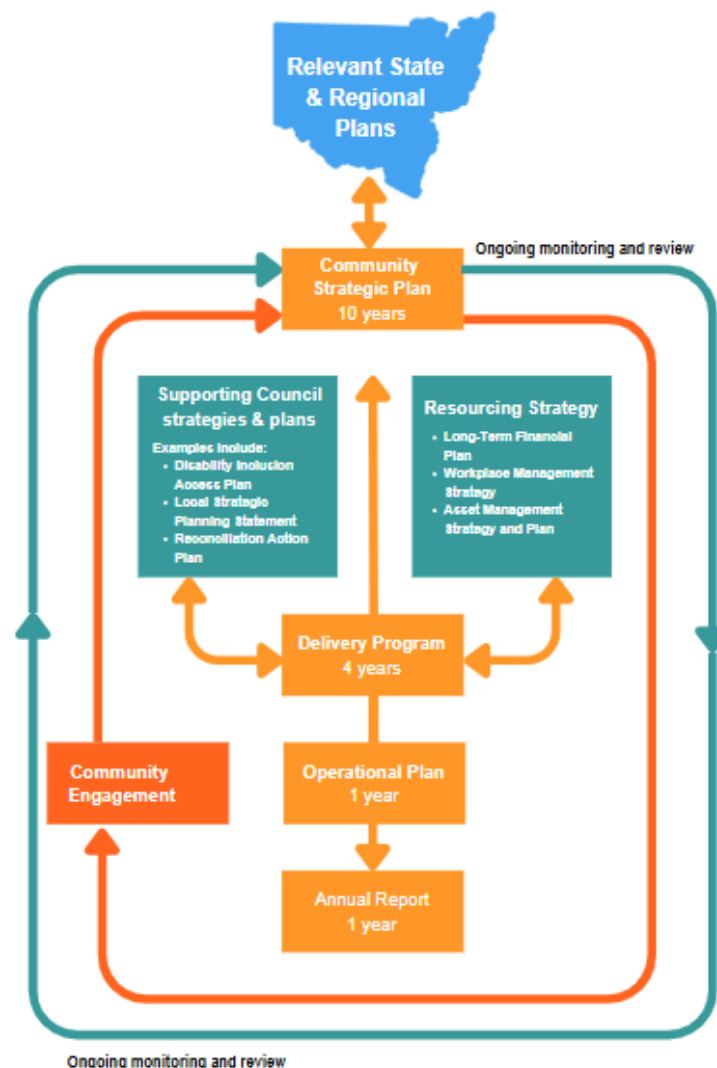 Relevant State
& Regional
Plans
Ongoing monitoring and review
Community
Strategic Plan
10 years
Supporting Council
strategies & plans
Examples include:
• Disability Inclusion
Access Plan
• Local Strategic
Planning Statement
• Reconciliation Action
Plan
Resourcing Strategy
• Long-Term Financial
Plan
• Workplace Management
Strategy
• Asset Management
Strategy and Plan
Delivery Program
4 years
Community
Engagement
Operational Plan
1 year
Annual Report
1 year
Ongoing monitoring and review